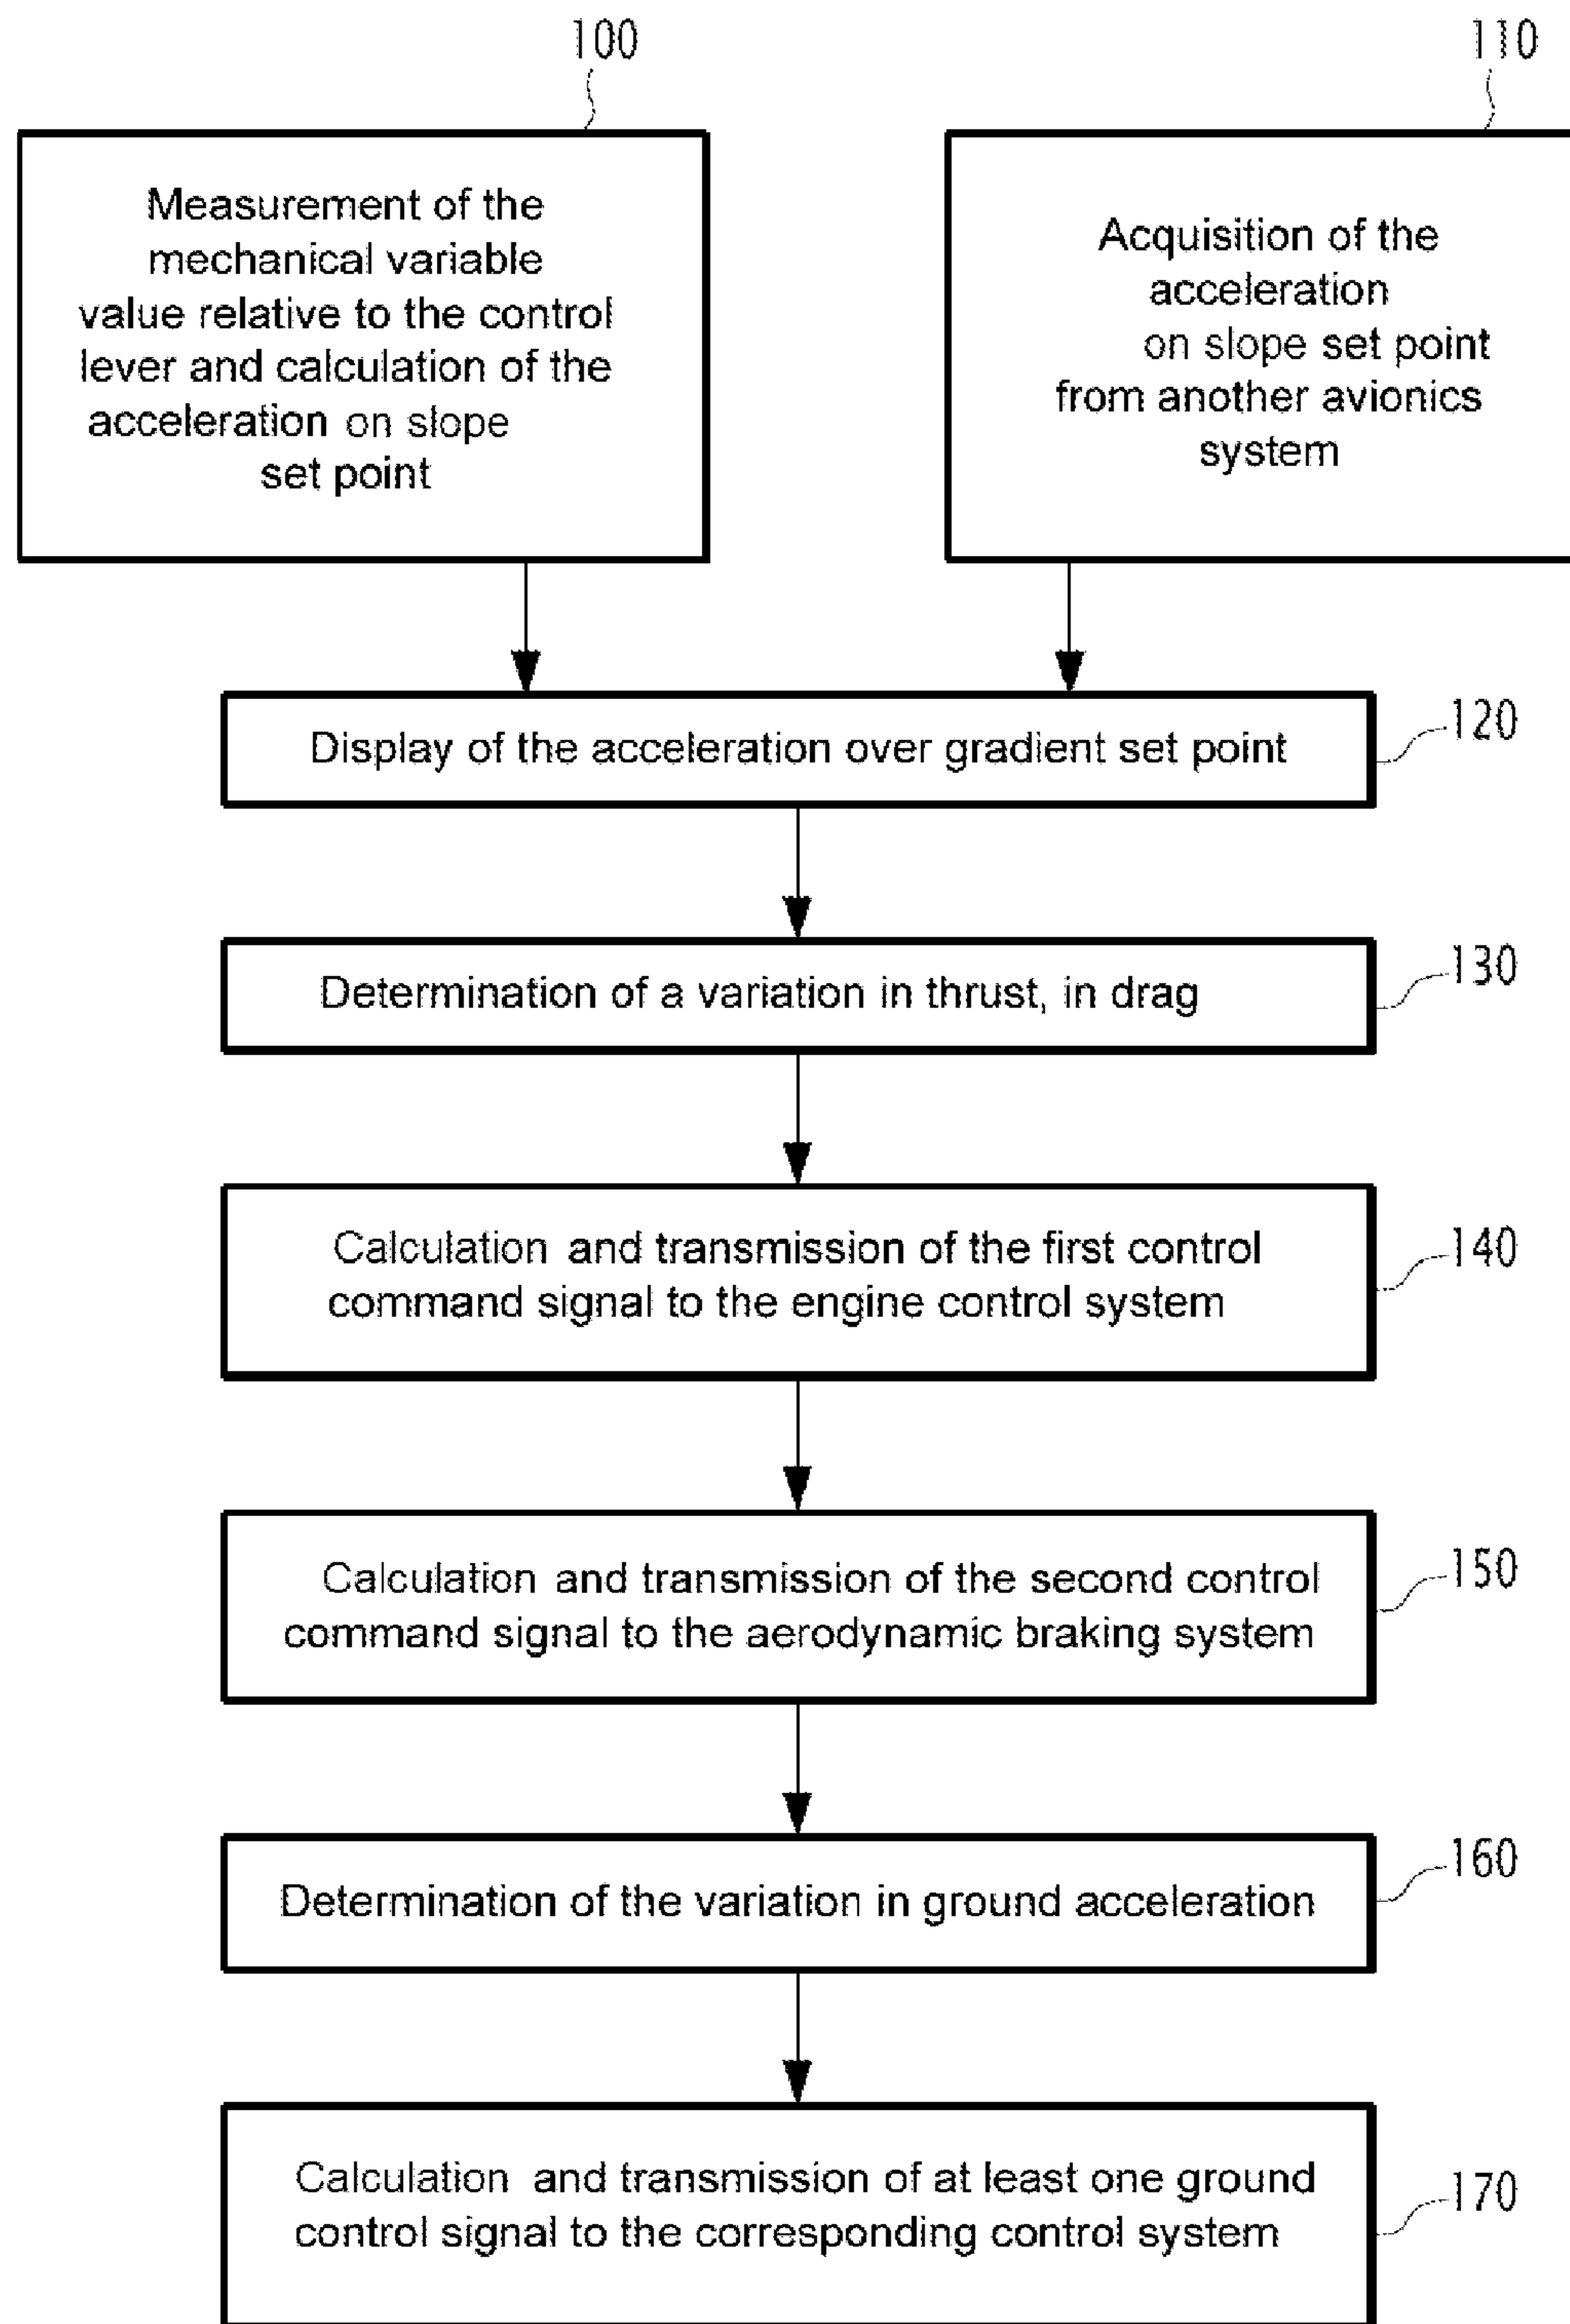 100
Measurement of the
mechanical variable
value relative to the control
lever and calculation of the
acceleration on slope
set point
110
Acquisition of the
acceleration
on slope set point
from another avionics
system
Display of the acceleration over gradient set point
120
Determination of a variation in thrust, in drag
130
Calculation and transmission of the first control
command signal to the engine control system
140
Calculation and transmission of the second control
command signal to the aerodynamic braking system
150
Determination of the variation in ground acceleration
160
Calculation and transmission of at least one ground
control signal to the corresponding control system
170